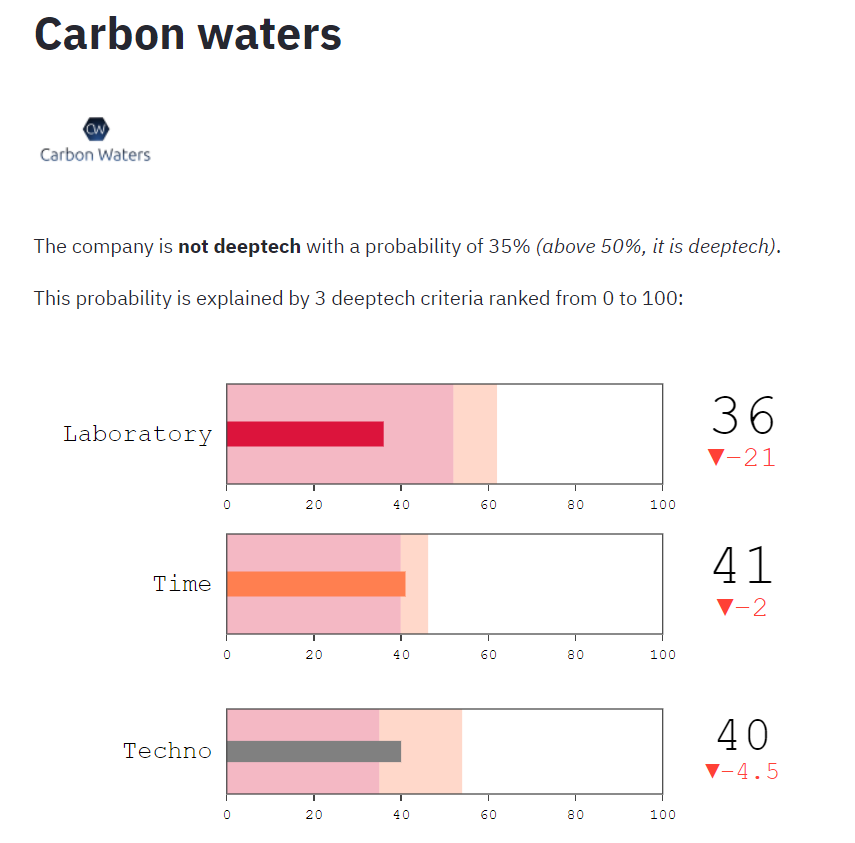 Carbon waters
CW
Carbon Waters
The company is not deeptech with a probability of 35% (above 50%, it is deeptech).
This probability is explained by 3 deeptech criteria ranked from 0 to 100:
Laboratory
36
▼−21
0 20 40 60 80 100
Time
41
▼−2
0 20 40 60 80 100
Techno
40
▼−4.5
0 20 40 60 80 100